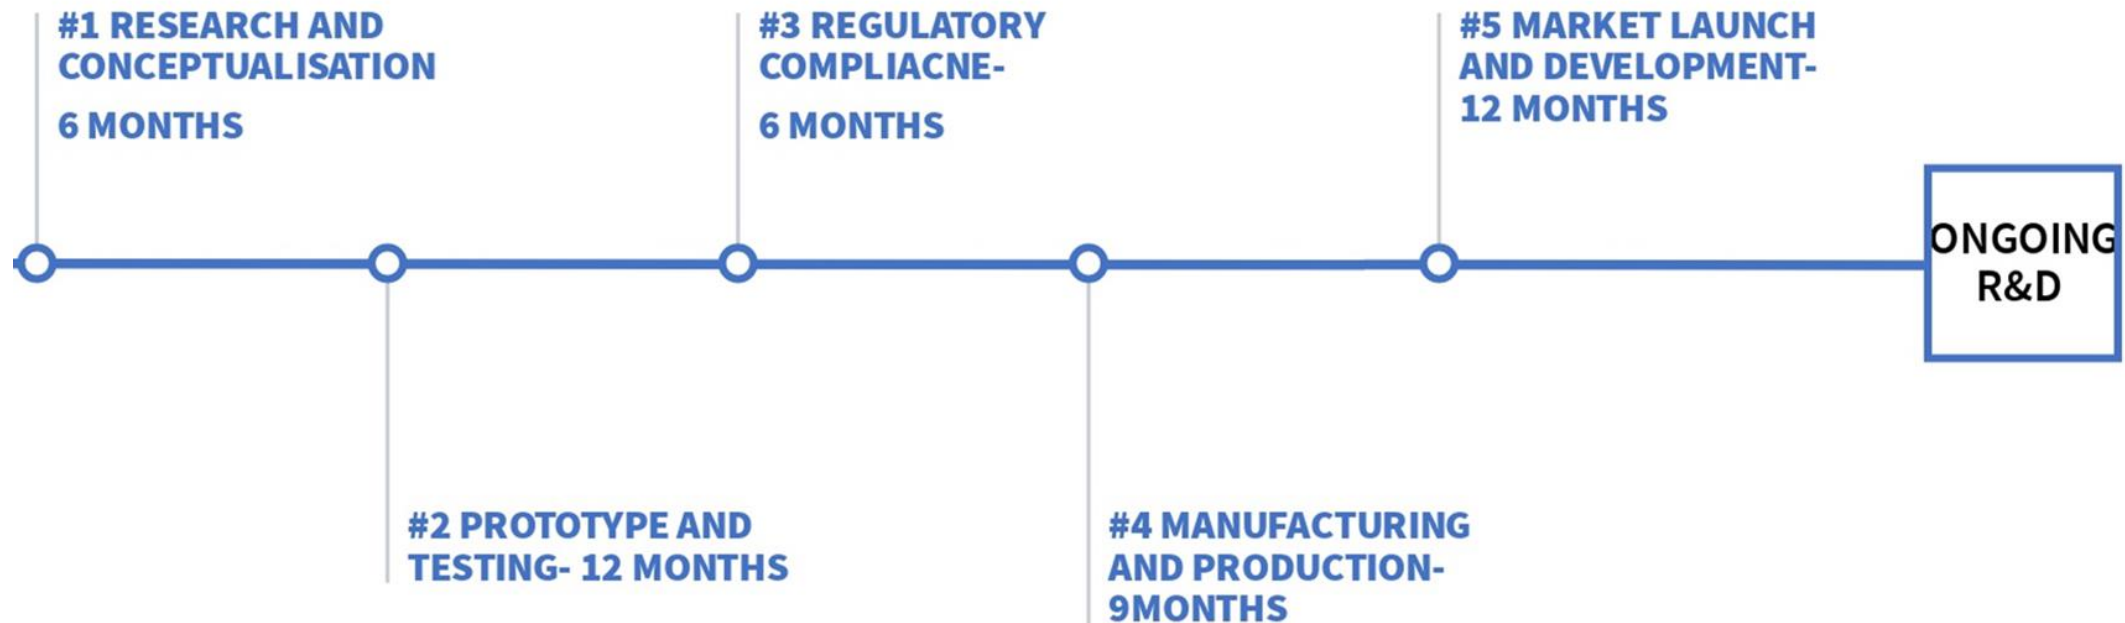 #1 RESEARCH AND
CONCEPTUALISATION
6 MONTHS
#2 PROTOTYPE AND
TESTING- 12 MONTHS
#3 REGULATORY
COMPLIACNE-
6 MONTHS
#4 MANUFACTURING
AND PRODUCTION-
9MONTHS
#5 MARKET LAUNCH
AND DEVELOPMENT-
12 MONTHS
ONGOING
R&D